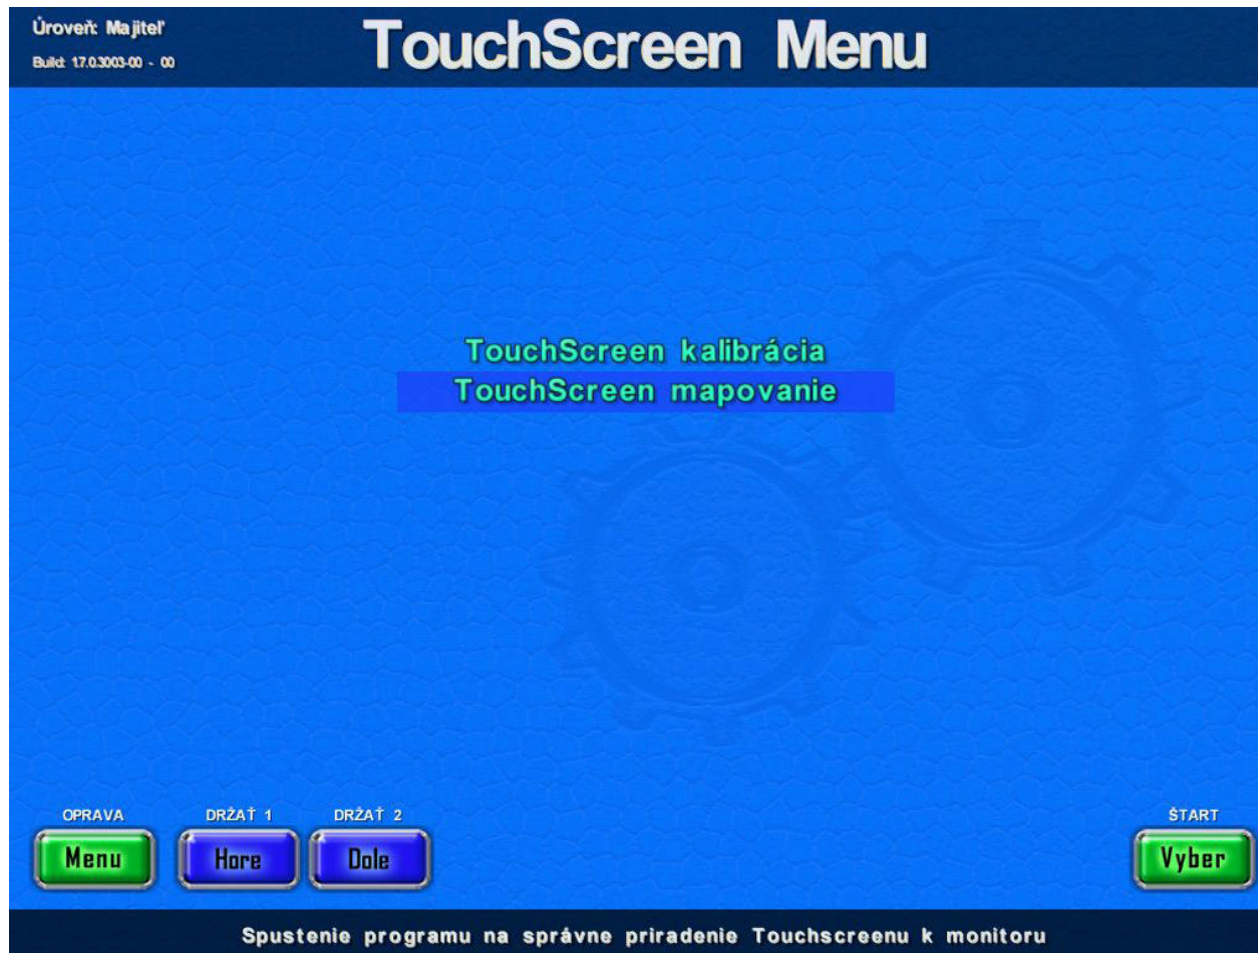 Úroveň: Majiteľ
TouchScreen Menu
Build: 17.0.3003-00 - 00
TouchScreen kalibrácia
TouchScreen mapovanie
OPRAVA
DRŽAŤ 1
DRŽAŤ 2
ŠTART
Menu
Hore
Dole
Vyber
Spustenie programu na správne priradenie Touchscreenu k monitoru